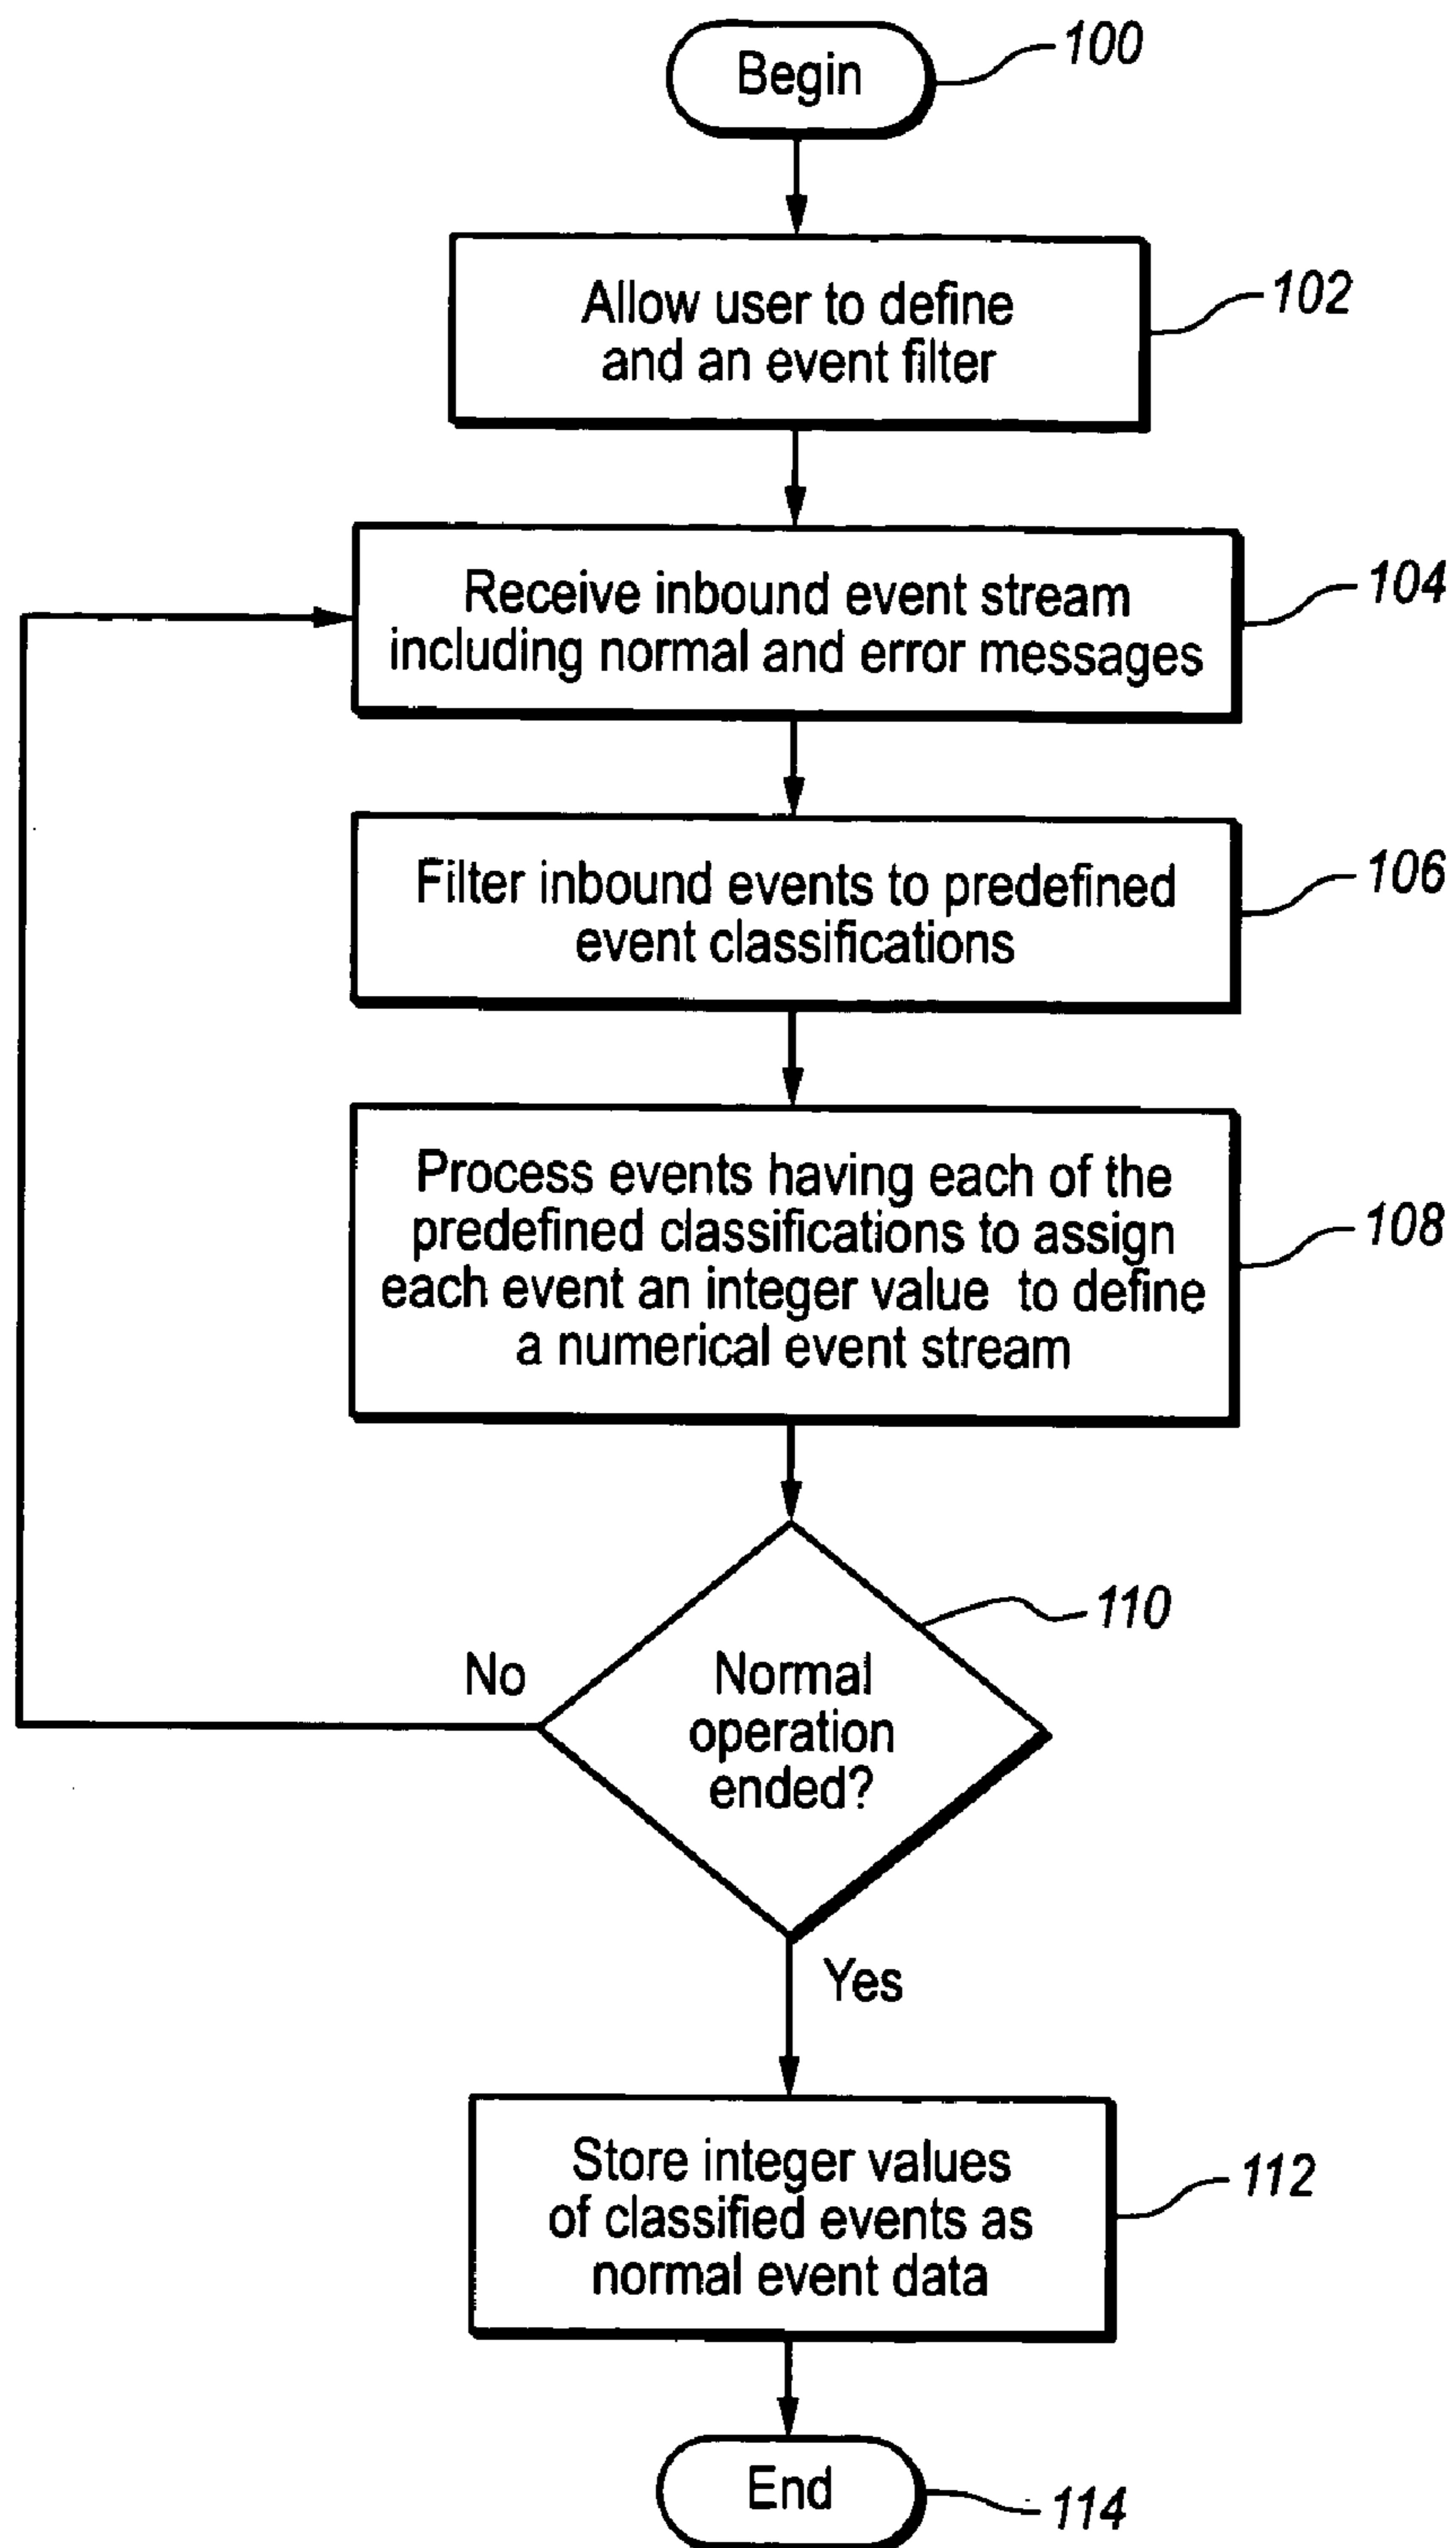 Begin
100
Allow user to define
and an event filter
102
Receive inbound event stream
including normal and error messages
104
Filter inbound events to predefined
event classifications
106
Process events having each of the
predefined classifications to assign
each event an integer value to define
a numerical event stream
108
Normal
operation
ended?
110
No
Yes
Store integer values
of classified events as
normal event data
112
End
114